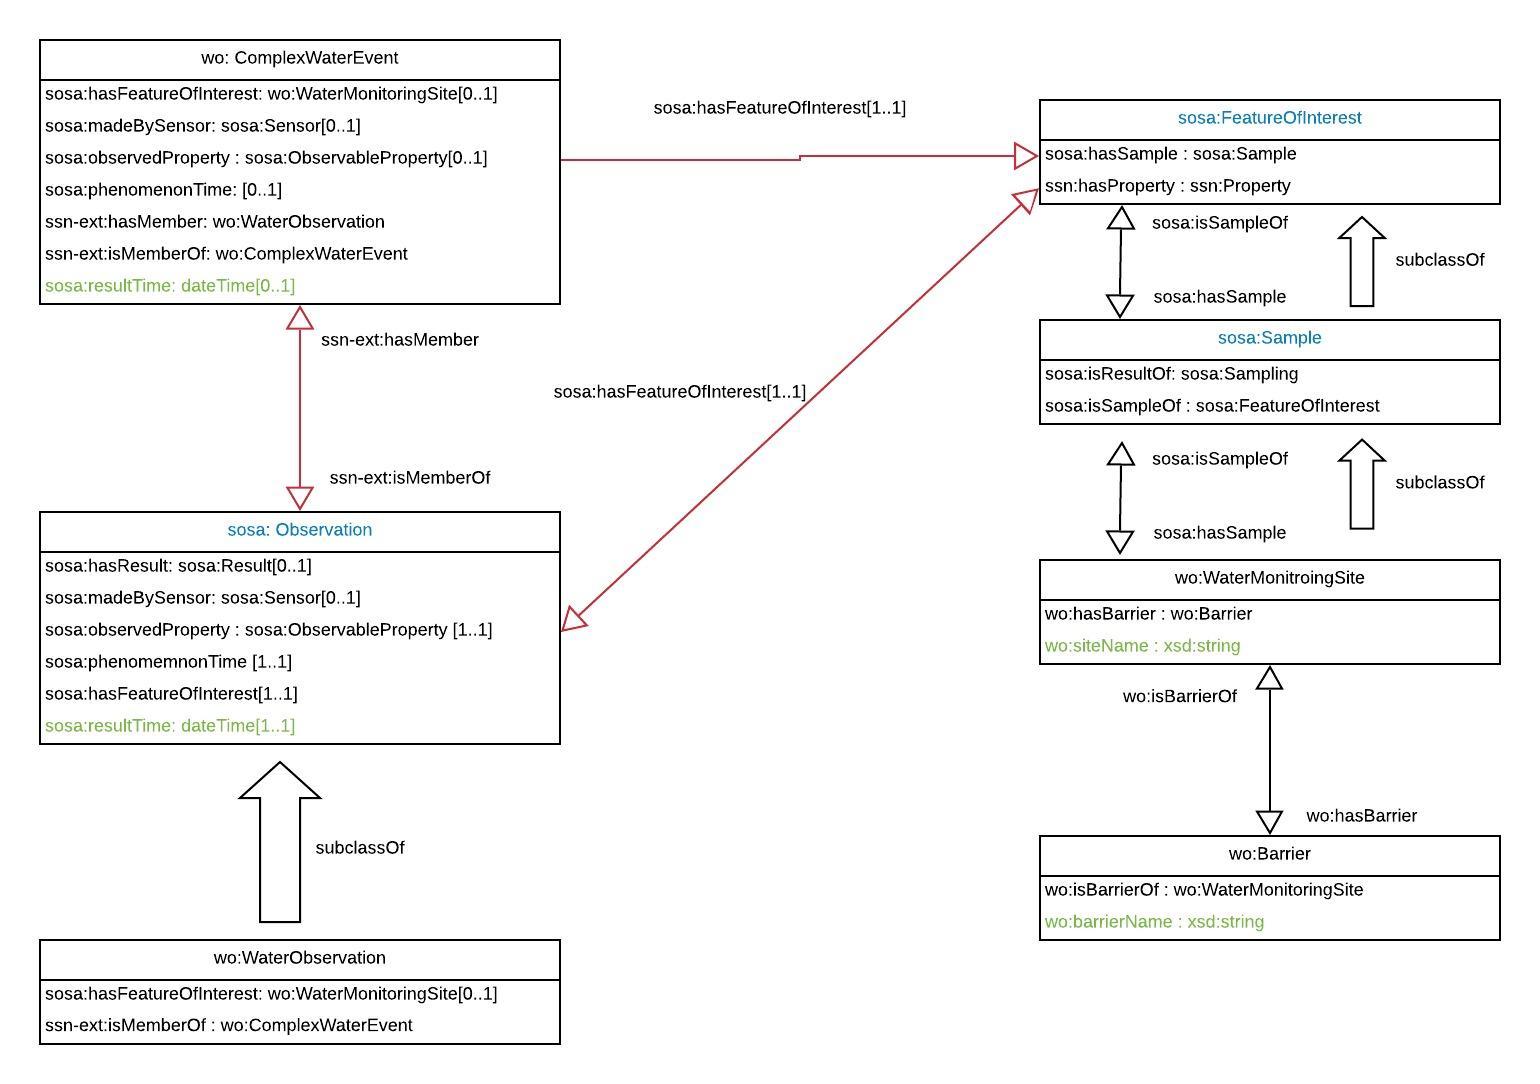 wo: ComplexWaterEvent
sosa:hasFeatureOfInterest: wo:WaterMonitoringSite[0..1]
sosa:madeBySensor: sosa:Sensor[0..1]
sosa:observedProperty : sosa:ObservableProperty[0..1]
sosa:phenomenonTime: [0..1]
ssn-ext:hasMember: wo:WaterObservation
ssn-ext:isMemberOf: wo:ComplexWaterEvent
sosa:resultTime: dateTime[0..1]
sosa:hasFeatureOfInterest[1..1]
sosa:FeatureOfInterest
sosa:hasSample : sosa:Sample
ssn:hasProperty : ssn:Property
sosa:isSampleOf
subclassOf
sosa:hasSample
sosa:Sample
sosa:isResultOf: sosa:Sampling
sosa:isSampleOf : sosa:FeatureOfInterest
ssn-ext:hasMember
sosa:hasFeatureOfInterest[1..1]
ssn-ext:isMemberOf
sosa:isSampleOf
subclassOf
sosa:hasSample
sosa: Observation
sosa:hasResult: sosa:Result[0..1]
sosa:madeBySensor: sosa:Sensor[0..1]
sosa:observedProperty : sosa:ObservableProperty [1..1]
sosa:phenomemnonTime [1..1]
sosa:hasFeatureOfInterest[1..1]
sosa:resultTime: dateTime[1..1]
wo:WaterMonitroingSite
wo:hasBarrier : wo:Barrier
wo:siteName : xsd:string
wo:isBarrierOf
wo:hasBarrier
subclassOf
wo:Barrier
wo:isBarrierOf : wo:WaterMonitoringSite
wo:barrierName : xsd:string
wo:WaterObservation
sosa:hasFeatureOfInterest: wo:WaterMonitoringSite[0..1]
ssn-ext:isMemberOf : wo:ComplexWaterEvent